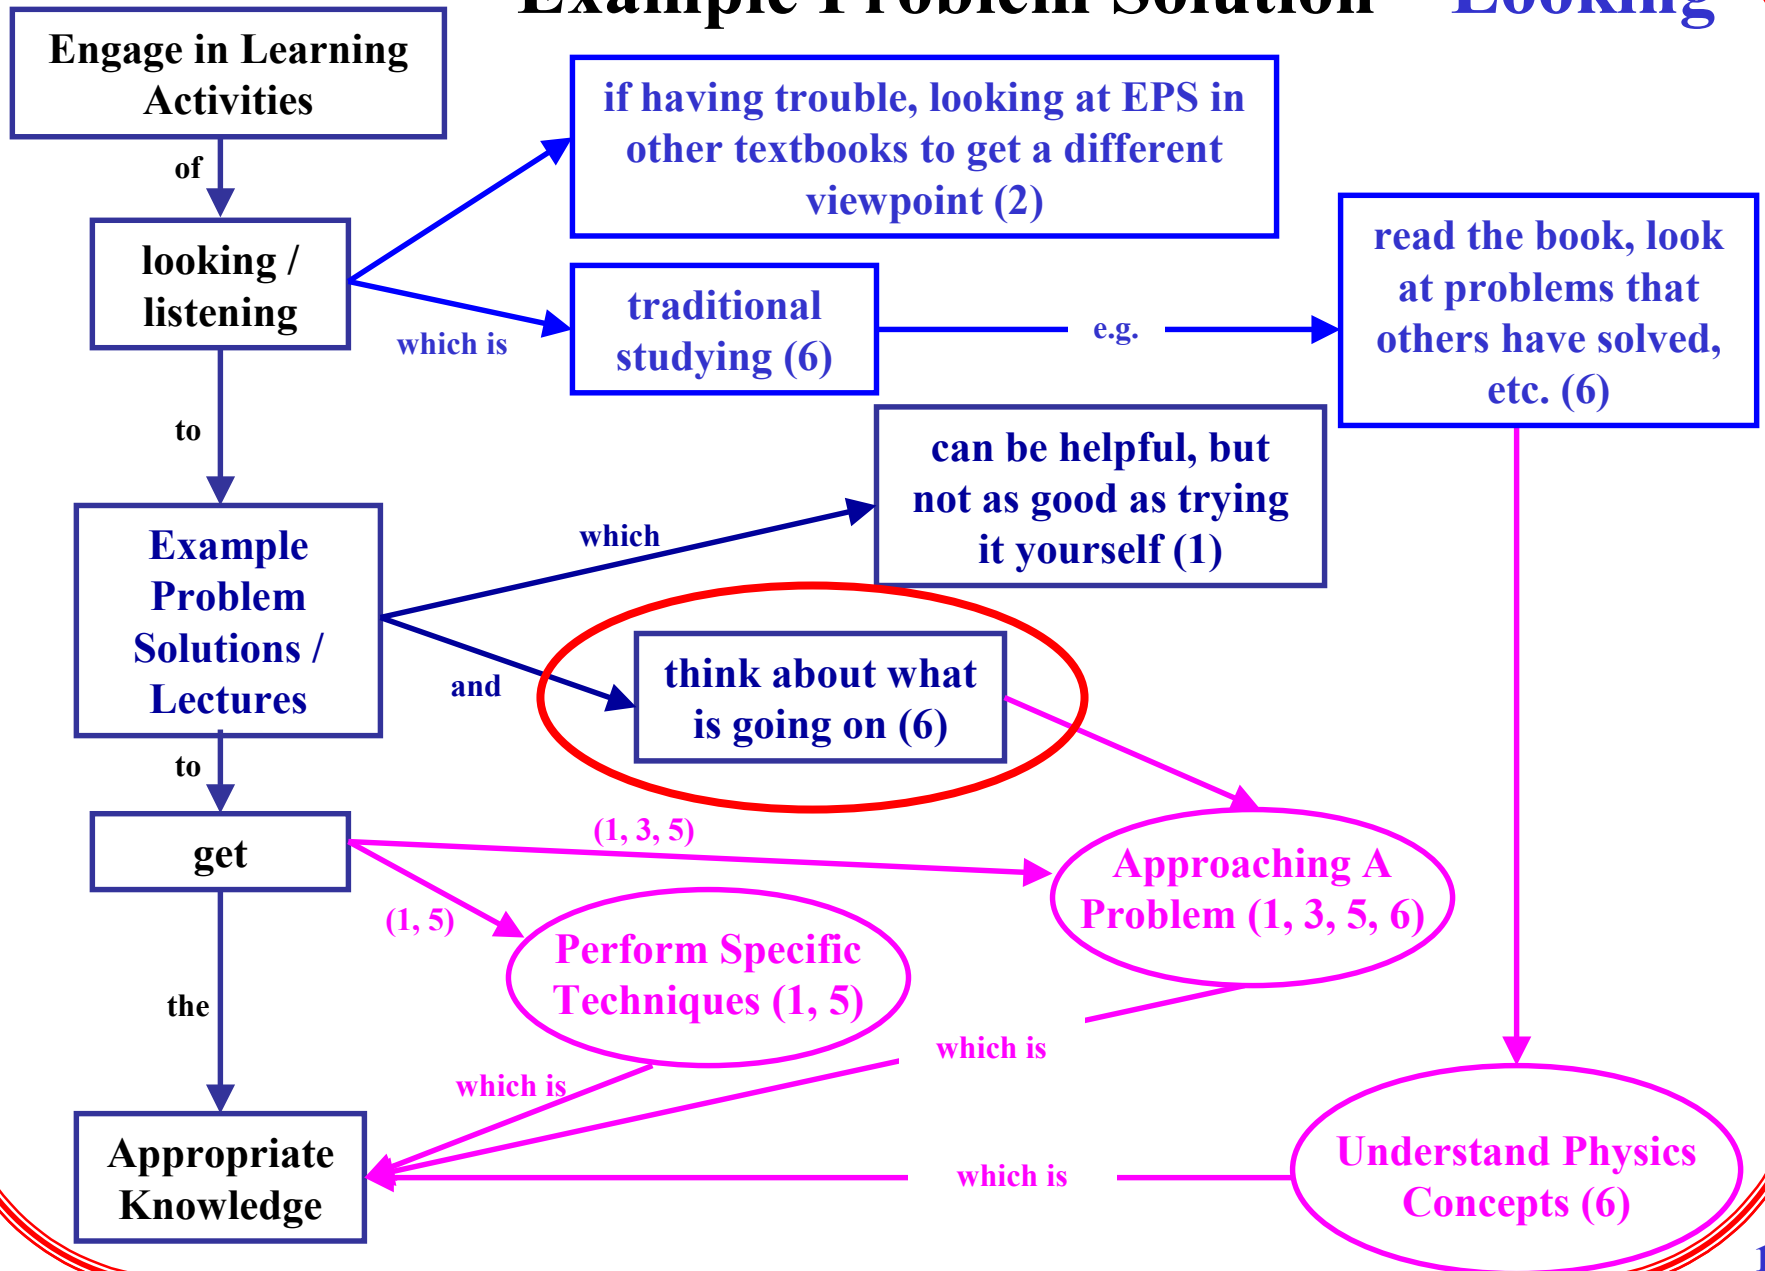 Example Problem Solution Looking
Engage in Learning
Activities
of
if having trouble, looking at EPS in
other textbooks to get a different
viewpoint (2)
looking /
listening
which is
traditional
studying (6)
e.g.
read the book, look
at problems that
others have solved,
etc. (6)
to
can be helpful, but
not as good as trying
it yourself (1)
which
Example
Problem
Solutions /
Lectures
and
think about what
is going on (6)
to
get
(1, 3, 5)
(1, 5)
Approaching A
Problem (1, 3, 5, 6)
Perform Specific
Techniques (1, 5)
the
which is
which is
Appropriate
Knowledge
which is
Understand Physics
Concepts (6)
1